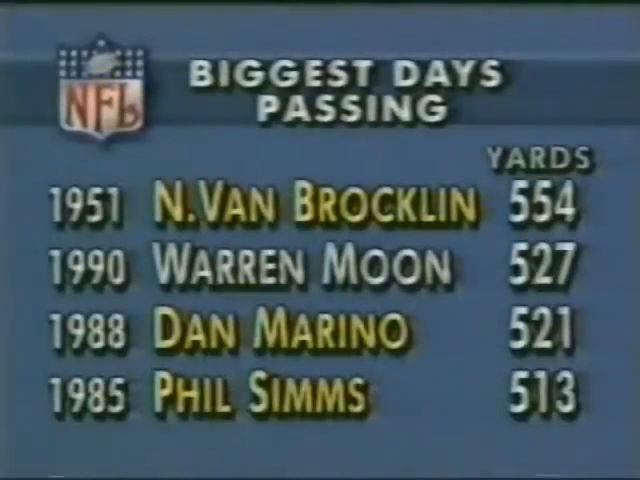 NFL
BIGGEST DAYS
PASSING
YARDS
1951 N.VAN BROCKLIN 554
1990 WARREN MOON 527
1988 DAN MARINO 521
1985 PHIL SIMMS 513